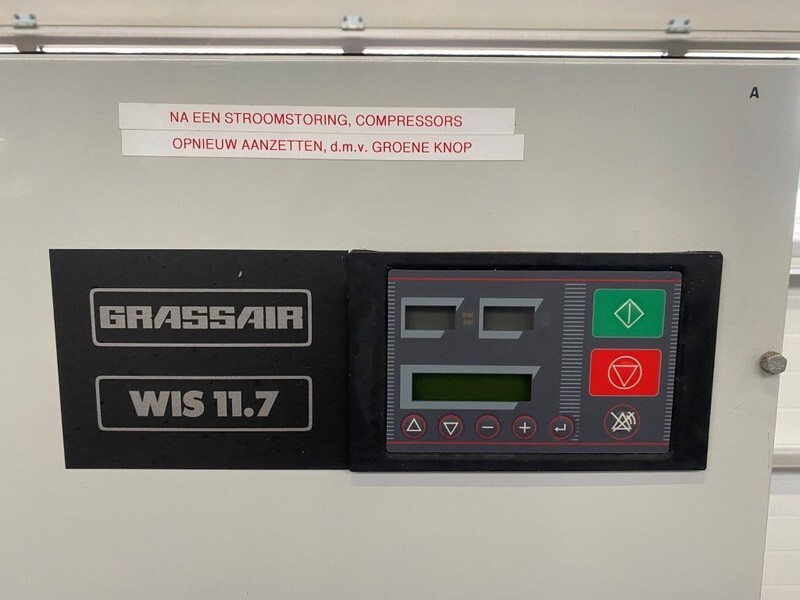 A
NA EEN STROOMSTORING, COMPRESSORS
OPNIEUW AANZETTEN, d.m.v. GROENE KNOP
GRASSAIR
WIS 11.7